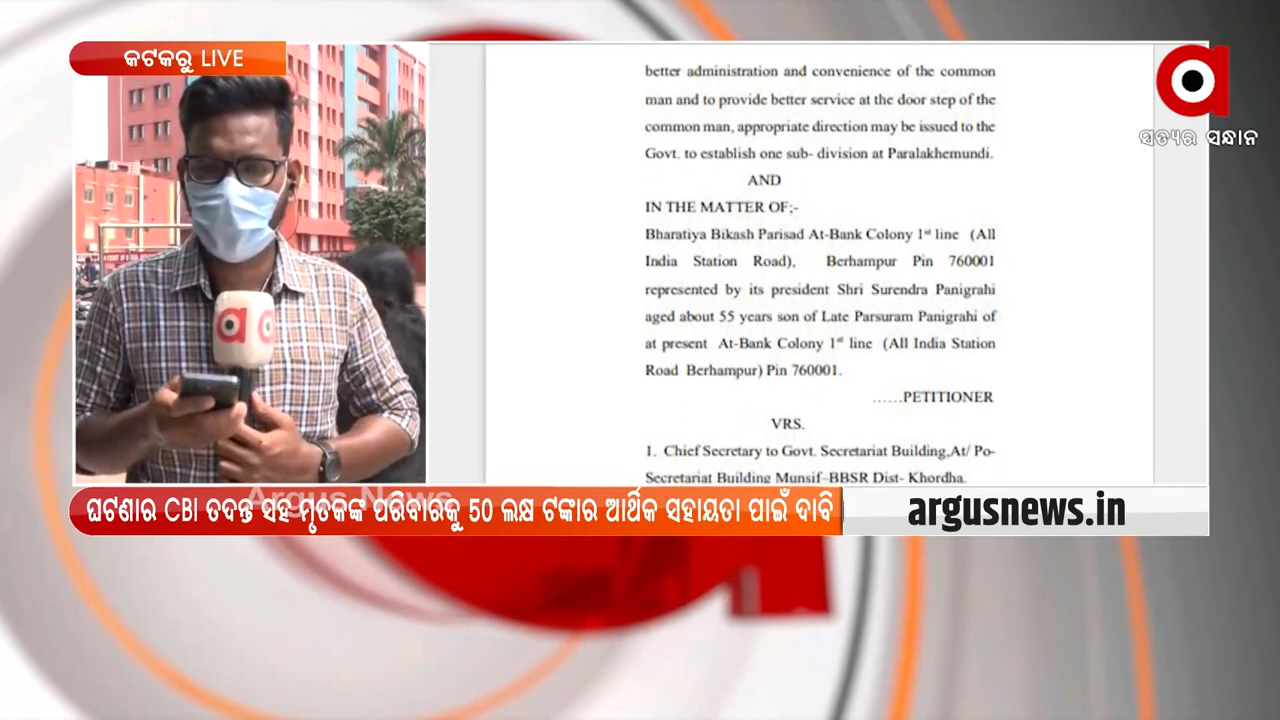 କଟକରୁ LIVE
better administration and convenience of the common
man and to provide better service at the door step of the
common man, appropriate direction may be issued to the
Govt. to establish one sub- division at Paralakhemundi.
AND
IN THE MATTER OF;-
Bharatiya Bikash Parisad At-Bank Colony 1st line (All
India Station Road), Berhampur Pin 760001
represented by its president Shri Surendra Panigrahi
aged about 55 years son of Late Parsuram Panigrahi of
at present At-Bank Colony 1st line (All India Station
Road Berhampur) Pin 760001.
......PETITIONER
VRS.
1. Chief Secretary to Govt. Secretariat Building,At/ Po-
Secretariat Building Munsif–BBSR Dist- Khordha.
a
ସତ୍ୟର ସନ୍ଧାନ
a
Argus News
ଘଟଣାର CBI ତଦନ୍ତ ସହ ମୃତକଙ୍କ ପରିବାରକୁ 50 ଲକ୍ଷ ଟଙ୍କାର ଆର୍ଥିକ ସହାୟତା ପାଇଁ ଦାବି
argusnews.in